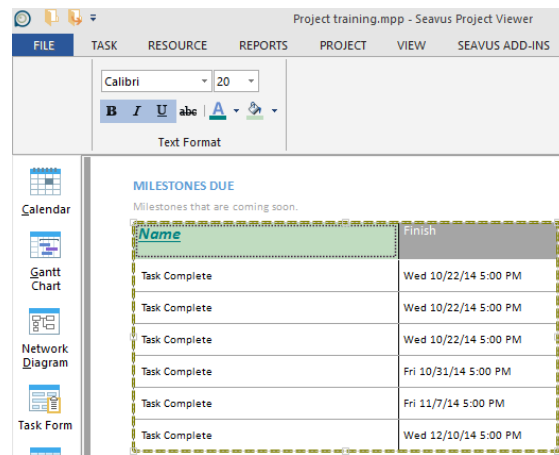 Project training.mpp - Seavus Project Viewer
FILE TASK RESOURCE REPORTS PROJECT VIEW SEAVUS ADD-INS
Calibri 20
B I U abc A
Text Format
Calendar
Gantt
Chart
Network
Diagram
Task Form
MILESTONES DUE
Milestones that are coming soon.
Name Finish
Task Complete Wed 10/22/14 5:00 PM
Task Complete Wed 10/22/14 5:00 PM
Task Complete Wed 10/22/14 5:00 PM
Task Complete Fri 10/31/14 5:00 PM
Task Complete Fri 11/7/14 5:00 PM
Task Complete Wed 12/10/14 5:00 PM